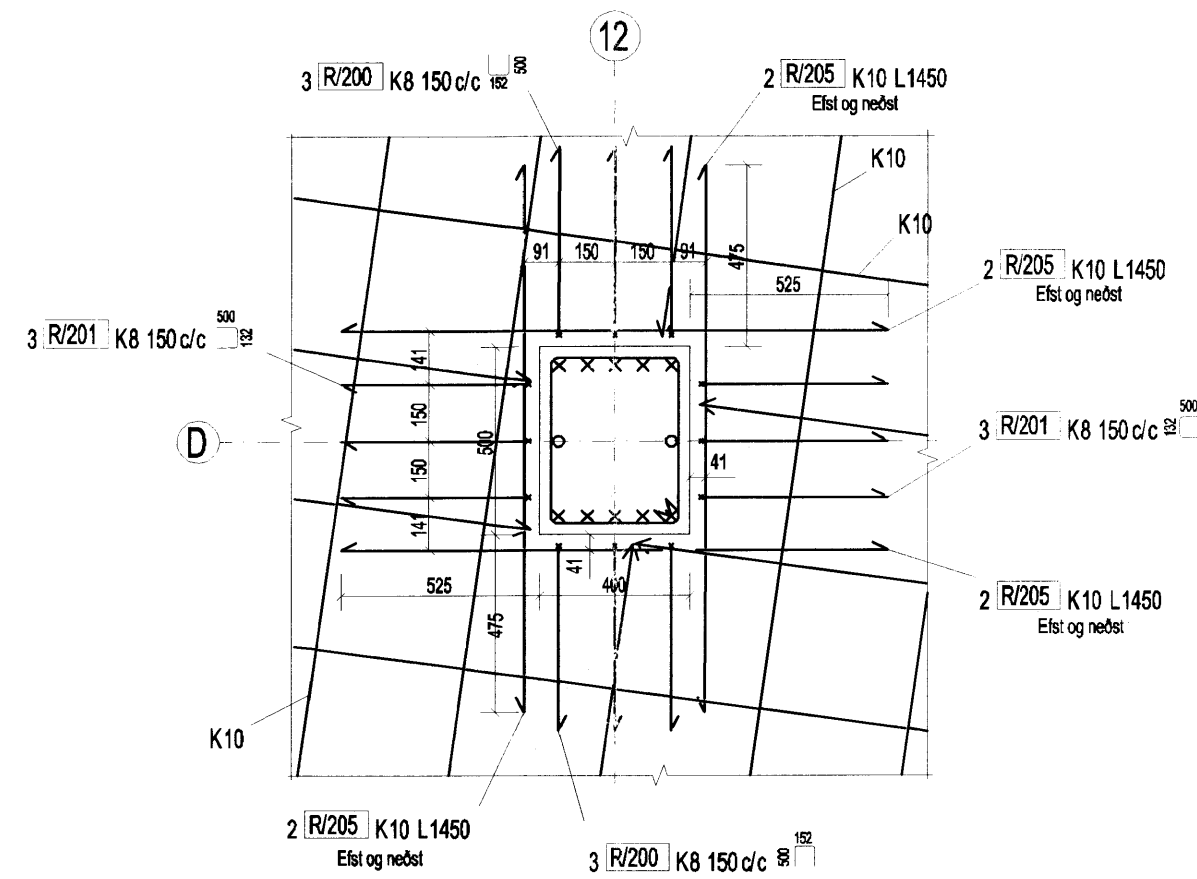 12
3 R/200 K8 150 c/c 152 500
2 R/205 K10 L1450
Efst og neðst
K10
K10
91 150 150 91
475
525
2 R/205 K10 L1450
Efst og neðst
3 R/201 K8 150 c/c 500 132
141
150
500
150
141
D
41
3 R/201 K8 150 c/c 132 500
41
525
400
475
2 R/205 K10 L1450
Efst og neðst
K10
2 R/205 K10 L1450
Efst og neðst
3 R/200 K8 150 c/c 500 152